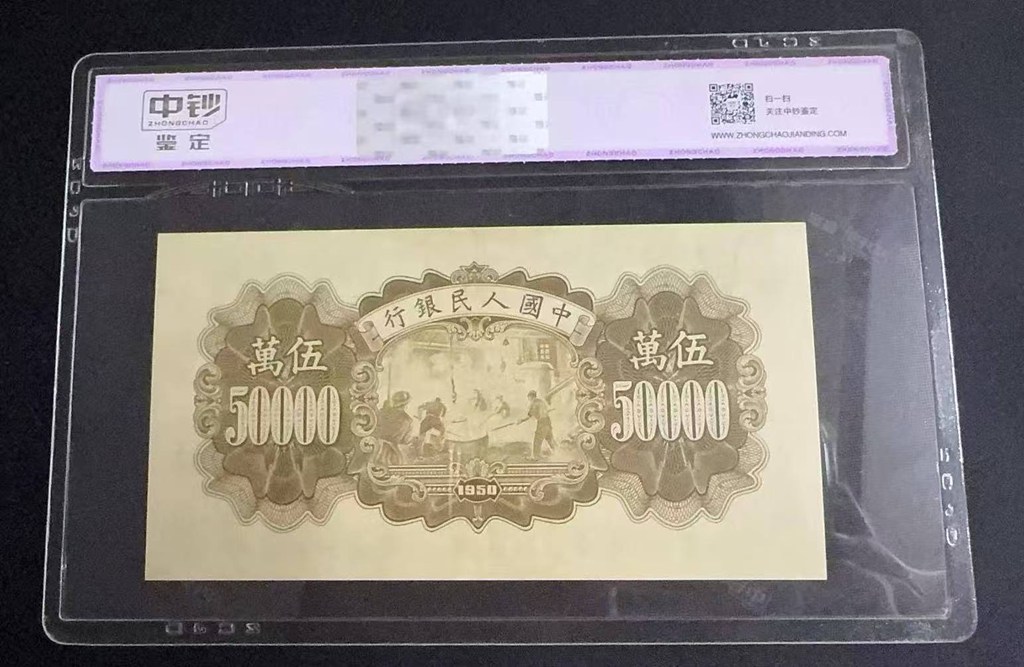 中钞
ZHONGCHAO
鉴定
扫一扫
关注中钞鉴定
WWW.ZHONGCHAOJIANDING.COM
中國人民銀行
伍萬
50000
伍萬
50000
1950